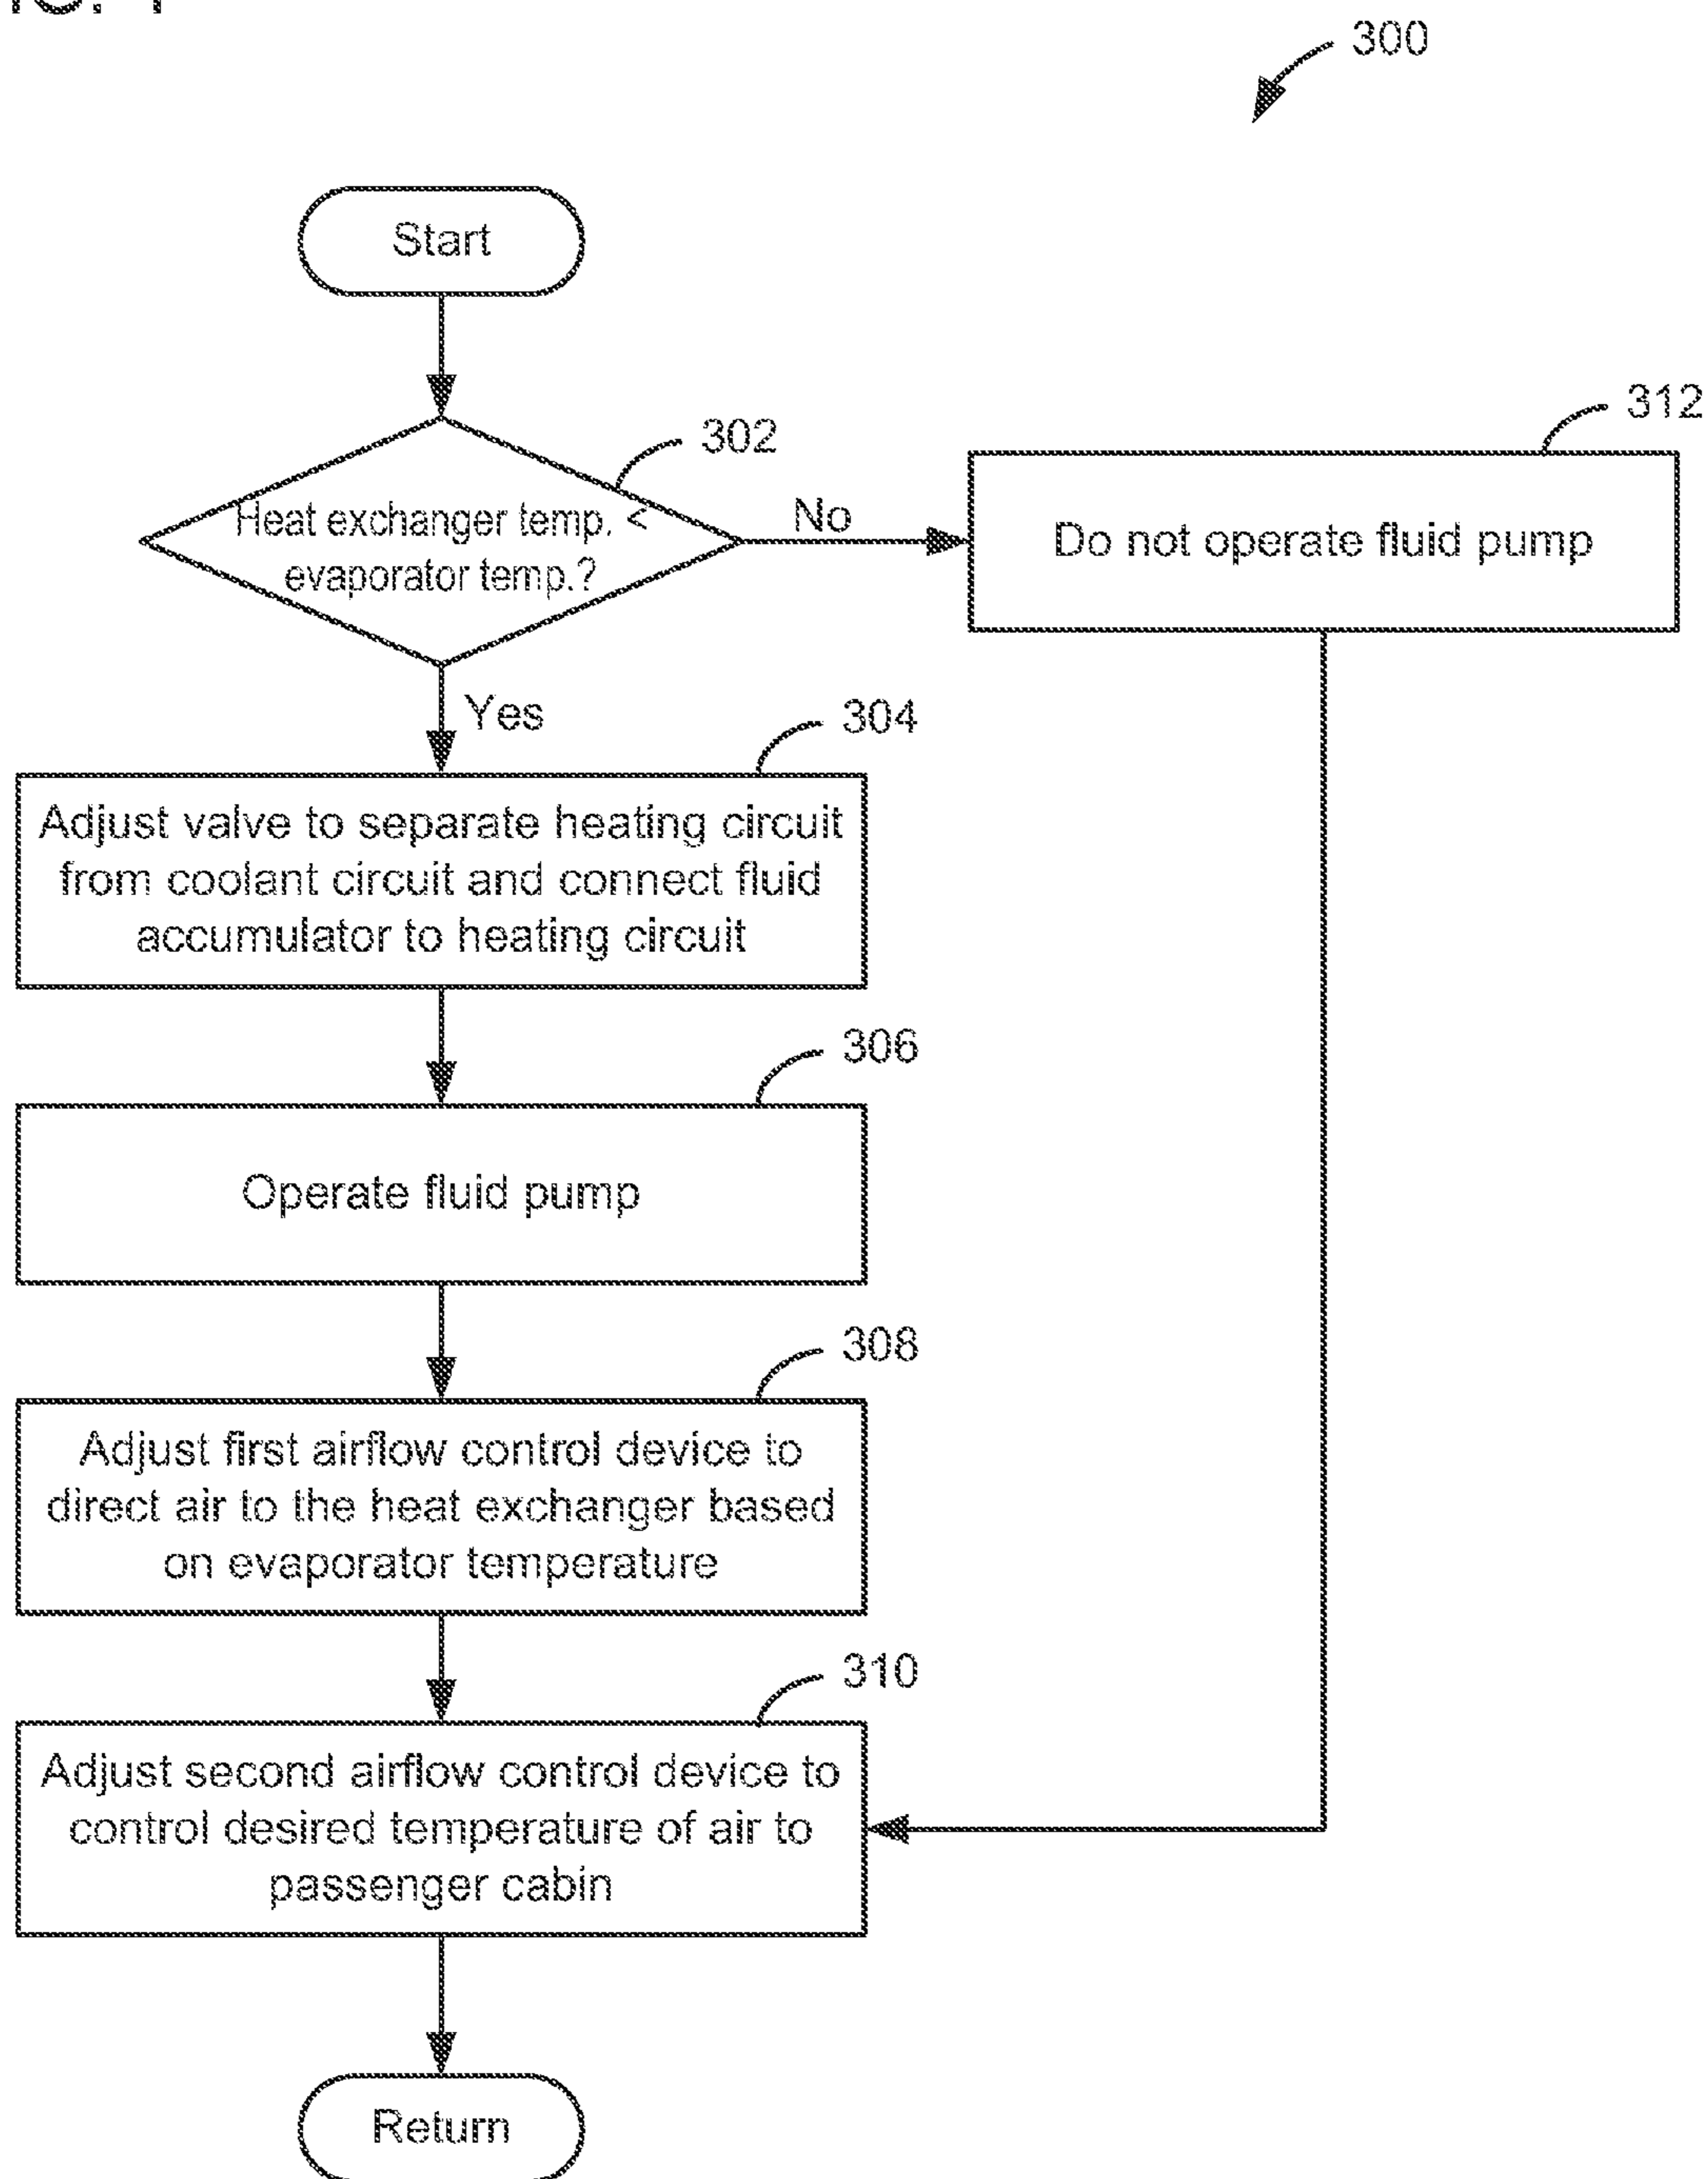 300
Start
302
Heat exchanger temp. <
evaporator temp.?
No
312
Do not operate fluid pump
Yes
304
Adjust valve to separate heating circuit
from coolant circuit and connect fluid
accumulator to heating circuit
306
Operate fluid pump
308
Adjust first airflow control device to
direct air to the heat exchanger based
on evaporator temperature
310
Adjust second airflow control device to
control desired temperature of air to
passenger cabin
Return